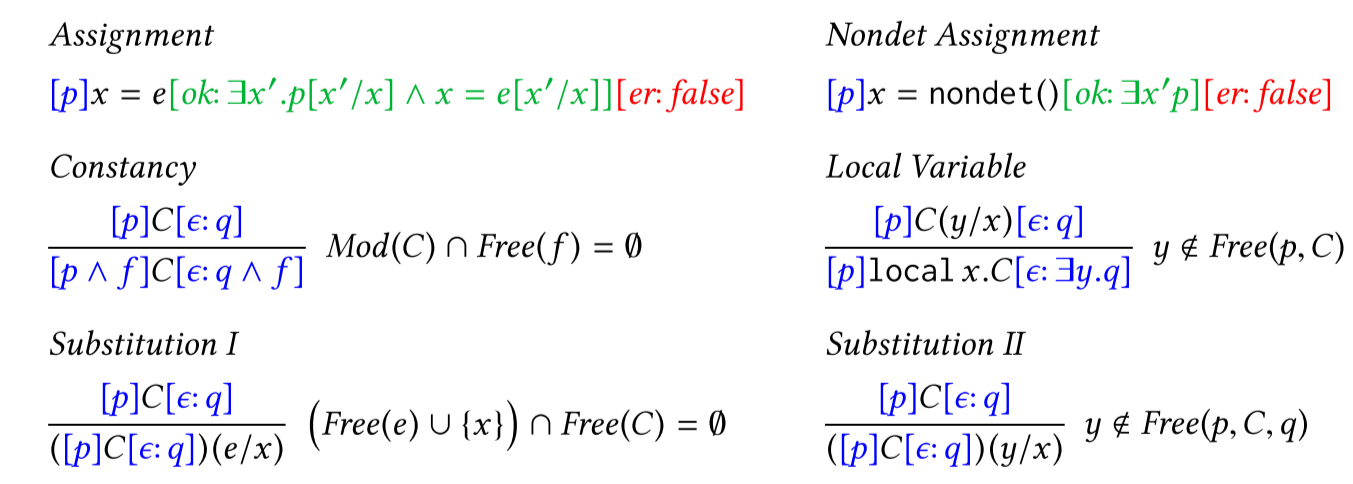 Assignment
[p]x = e[ok: ∃x′.p[x′/x] ∧ x = e[x′/x]][er: false]
Nondet Assignment
[p]x = nondet()[ok: ∃x′p][er: false]
Constancy
[p]C[ϵ: q]
[p ∧ f]C[ϵ: q ∧ f]
Mod(C) ∩ Free(f) = ∅
Local Variable
[p]C(y/x)[ϵ: q]
[p]local x.C[ϵ: ∃y.q]
y ∉ Free(p, C)
Substitution I
[p]C[ϵ: q]
([p]C[ϵ: q])(e/x)
(Free(e) ∪ {x}) ∩ Free(C) = ∅
Substitution II
[p]C[ϵ: q]
([p]C[ϵ: q])(y/x)
y ∉ Free(p, C, q)